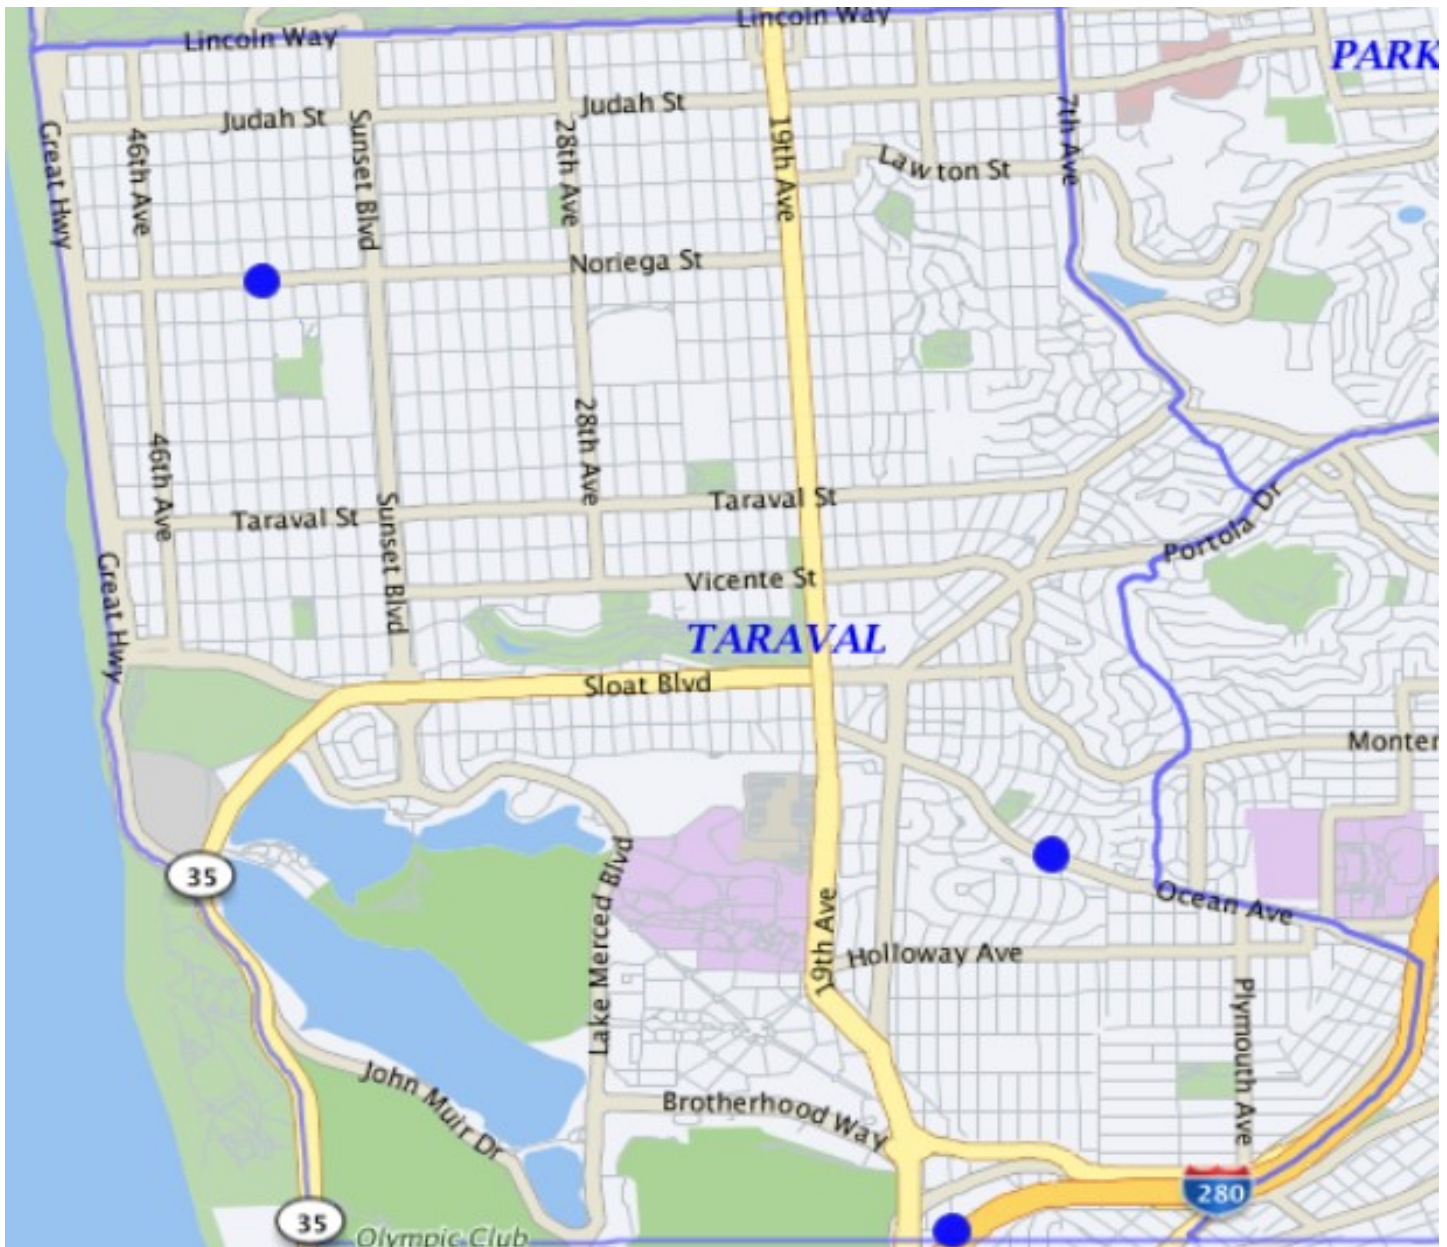 Lincoln Way
Lincoln Way
PARK
Judah St
Judah St
Great Hwy
46th Ave
Sunset Blvd
28th Ave
19th Ave
7th Ave
Lawton St
Noriega St
46th Ave
28th Ave
Taraval St
Taraval St
Sunset Blvd
Portola Dr
Great Hwy
Vicente St
TARAVAL
Sloat Blvd
Monter
35
Lake Merced Blvd
19th Ave
Ocean Ave
Holloway Ave
Plymouth Ave
John Muir Dr
Brotherhood Way
280
35
Olympic Club